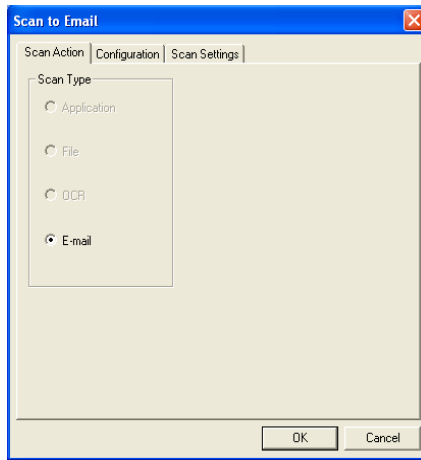 Scan to Email
Scan Action Configuration Scan Settings
Scan Type
Application
File
OCR
E-mail
OK Cancel